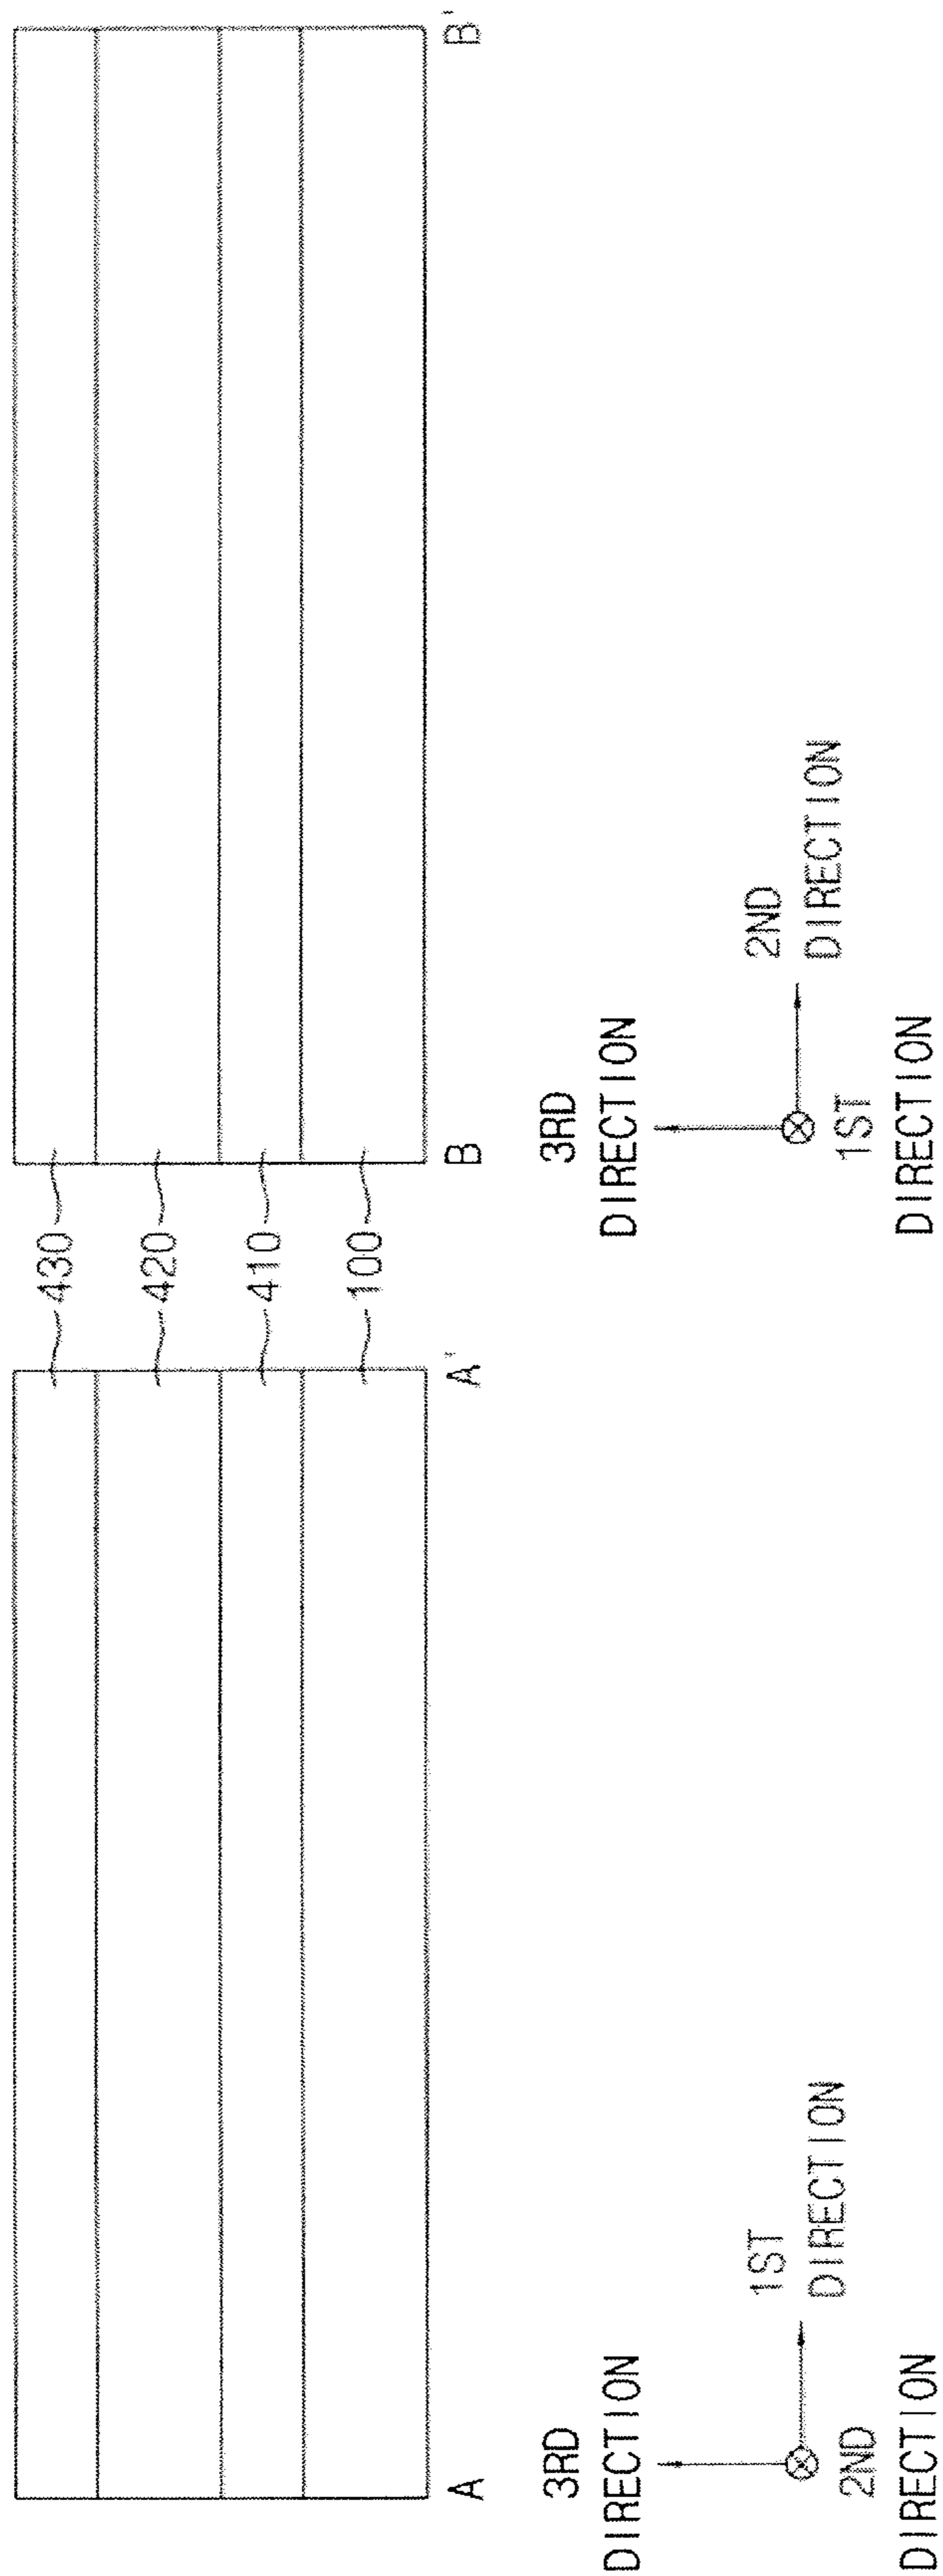 430
420
410
100
A
A'
B
B'
3RD
DIRECTION
1ST
DIRECTION
2ND
DIRECTION
3RD
DIRECTION
2ND
DIRECTION
1ST
DIRECTION